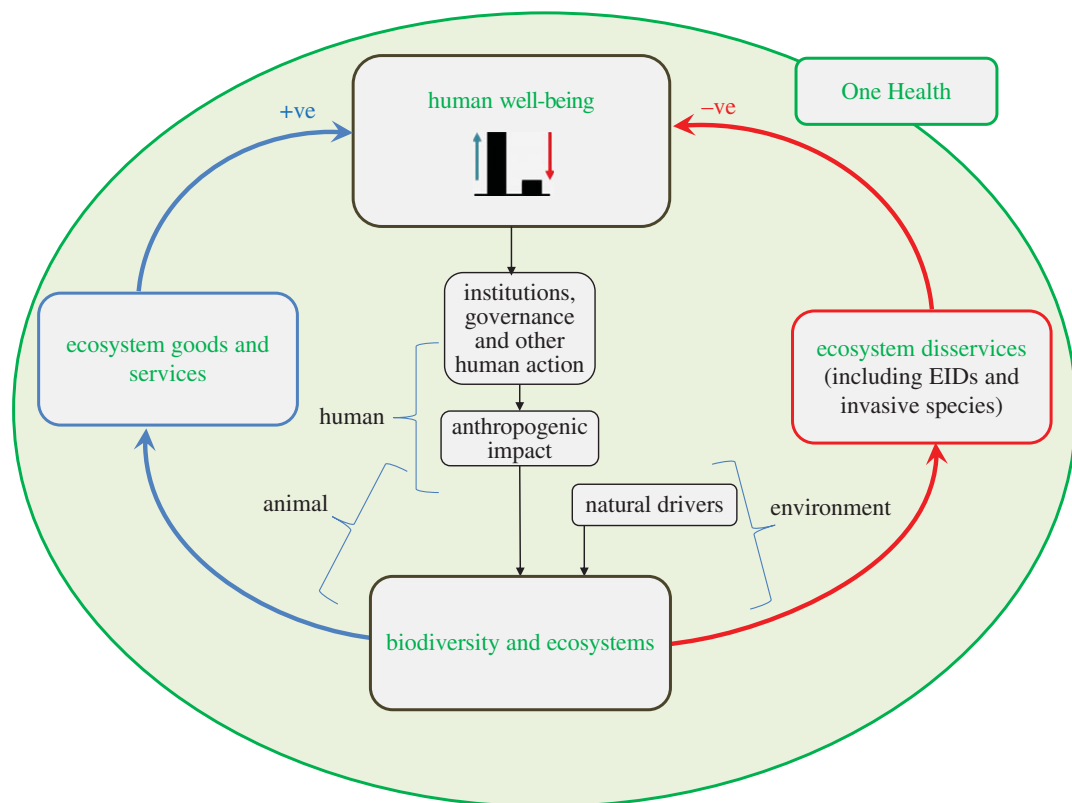 One Health
human well-being
+ve
–ve
institutions,
governance
and other
human action
ecosystem goods and
services
ecosystem disservices
(including EIDs and
invasive species)
human
anthropogenic
impact
animal
natural drivers
environment
biodiversity and ecosystems